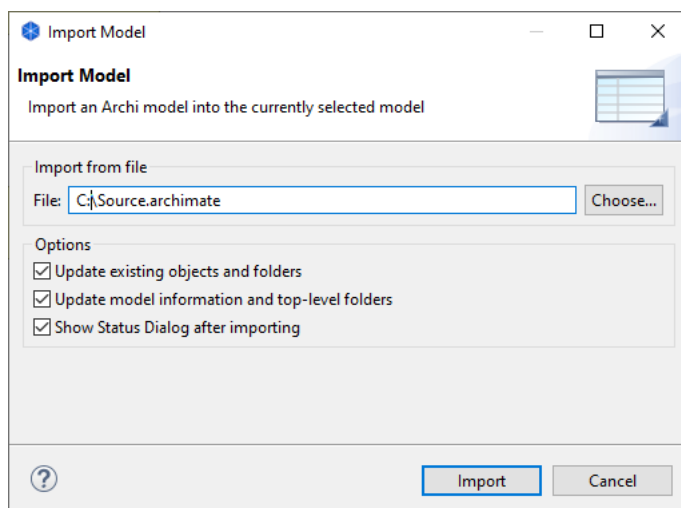 Import Model
Import Model
Import an Archi model into the currently selected model
Import from file
File: C:\Source.archimate Choose...
Options
Update existing objects and folders
Update model information and top-level folders
Show Status Dialog after importing
? Import Cancel